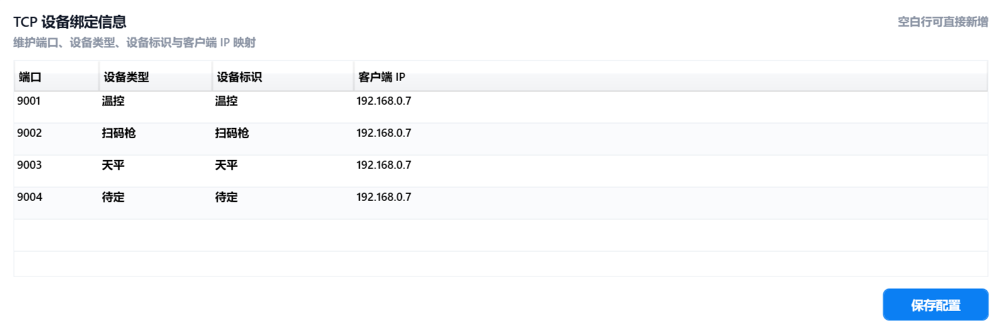 TCP 设备绑定信息
空白行可直接新增
维护端口、设备类型、设备标识与客户端 IP 映射
端口 设备类型 设备标识 客户端 IP
9001 温控 温控 192.168.0.7
9002 扫码枪 扫码枪 192.168.0.7
9003 天平 天平 192.168.0.7
9004 待定 待定 192.168.0.7
保存配置